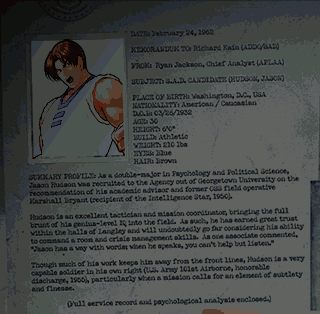 DATE: February 24, 1962
MEMORANDUM TO: Richard Kain (ADDO/SAD)
FROM: Ryan Jackson, Chief Analyst (AFLAA)
SUBJECT: S.A.D. CANDIDATE (HUDSON, JASON)
PLACE OF BIRTH: Washington, D.C., USA
NATIONALITY: American / Caucasian
D.O.B: 03/26/1932
AGE: 30
HEIGHT: 6'0"
BUILD: Athletic
WEIGHT: 210 lbs
EYES: Blue
HAIR: Brown
SUMMARY PROFILE: As a double-major in Psychology and Political Science,
Jason Hudson was recruited to the Agency out of Georgetown University on the
recommendation of his academic advisor and former OSS field operative
Marshall Bryant (recipient of the Intelligence Star, 1956).
Hudson is an excellent tactician and mission coordinator, bringing the full
brunt of his genius-level IQ into the field. As such, he has earned great trust
within the halls of Langley and will undoubtedly go far considering his ability
to command a room and crisis management skills. As one associate commented,
"Jason has a way with words; when he speaks, you can't help but listen."
Though much of his work keeps him away from the front lines, Hudson is a very
capable soldier in his own right (U.S. Army 101st Airborne, honorable
discharge, 1955), particularly when a mission calls for an element of subtlety
and finesse.
(Full service record and psychological analysis enclosed.)